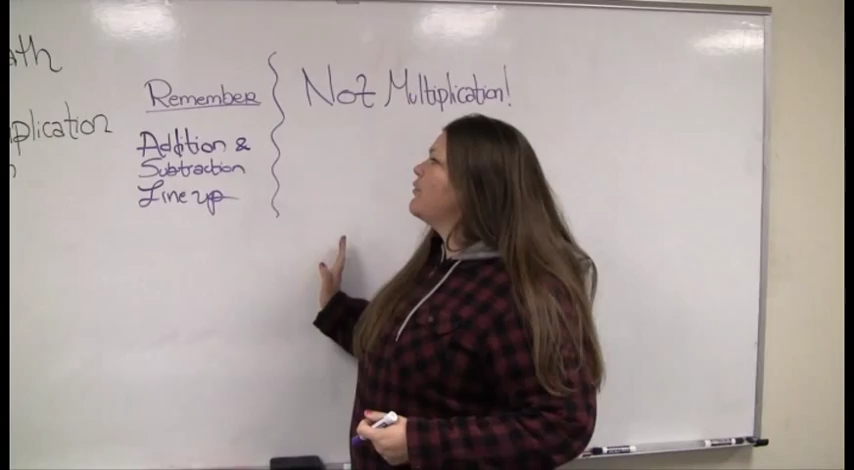 ath
plication
Remember
Addition &
Subtraction
Line up
Not Multiplication!